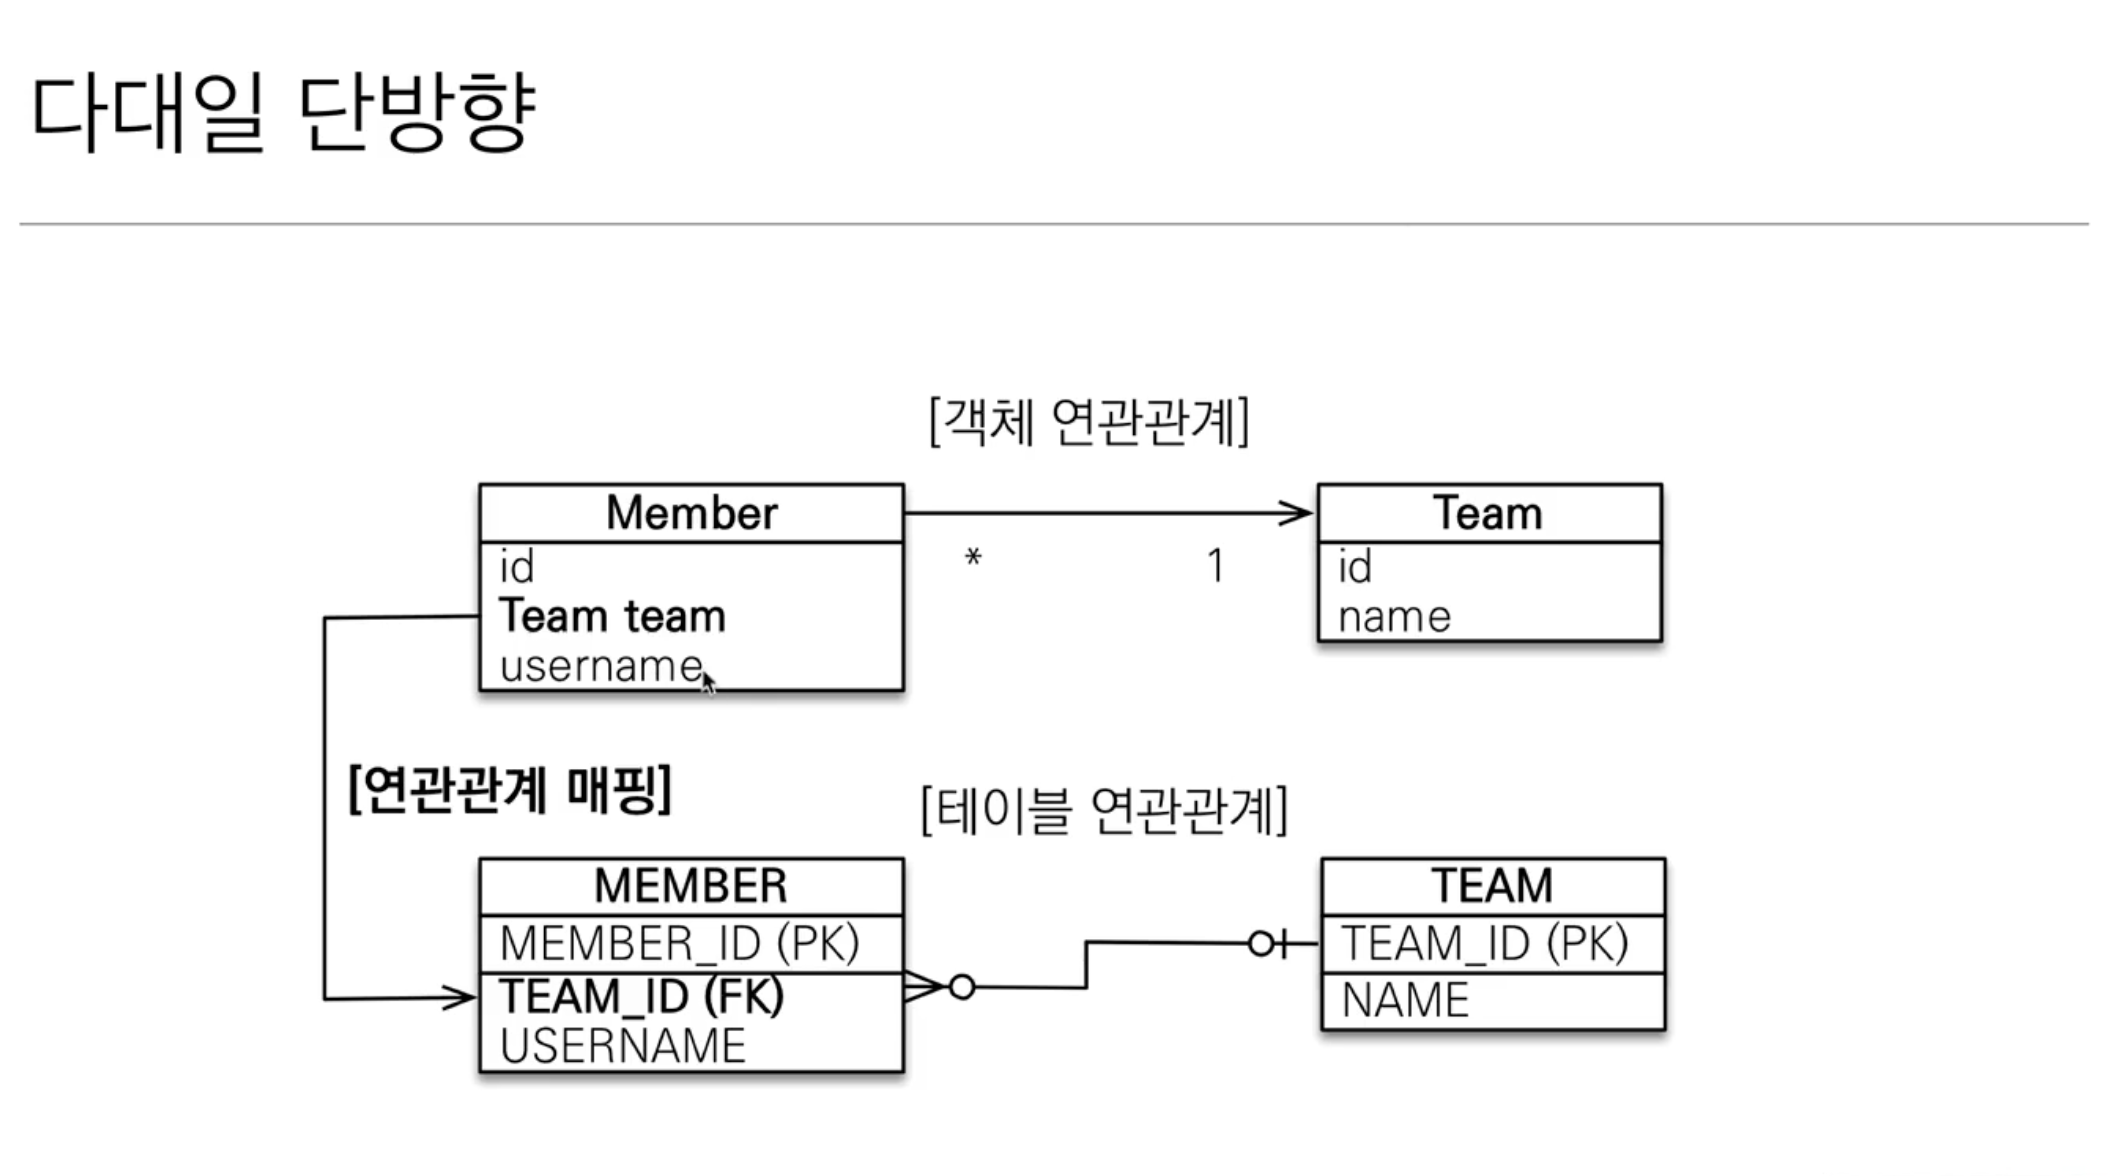 다대일 단방향
[객체 연관관계]
Member
id
Team team
username
* 1
Team
id
name
[연관관계 매핑]
[테이블 연관관계]
MEMBER
MEMBER_ID (PK)
TEAM_ID (FK)
USERNAME
TEAM
TEAM_ID (PK)
NAME